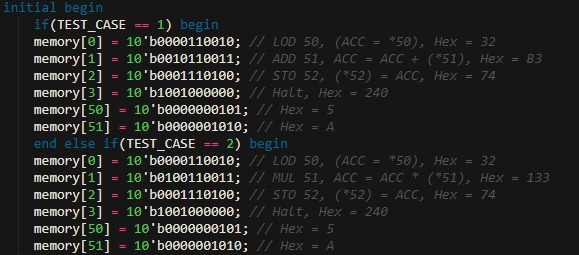 initial begin
if(TEST_CASE == 1) begin
memory[0] = 10'b0000110010; // LOD 50, (ACC = *50), Hex = 32
memory[1] = 10'b0010110011; // ADD 51, ACC = ACC + (*51), Hex = B3
memory[2] = 10'b0001110100; // STO 52, (*52) = ACC, Hex = 74
memory[3] = 10'b1001000000; // Halt, Hex = 240
memory[50] = 10'b0000000101; // Hex = 5
memory[51] = 10'b0000001010; // Hex = A
end else if(TEST_CASE == 2) begin
memory[0] = 10'b0000110010; // LOD 50, (ACC = *50), Hex = 32
memory[1] = 10'b0100110011; // MUL 51, ACC = ACC * (*51), Hex = 133
memory[2] = 10'b0001110100; // STO 52, (*52) = ACC, Hex = 74
memory[3] = 10'b1001000000; // Halt, Hex = 240
memory[50] = 10'b0000000101; // Hex = 5
memory[51] = 10'b0000001010; // Hex = A